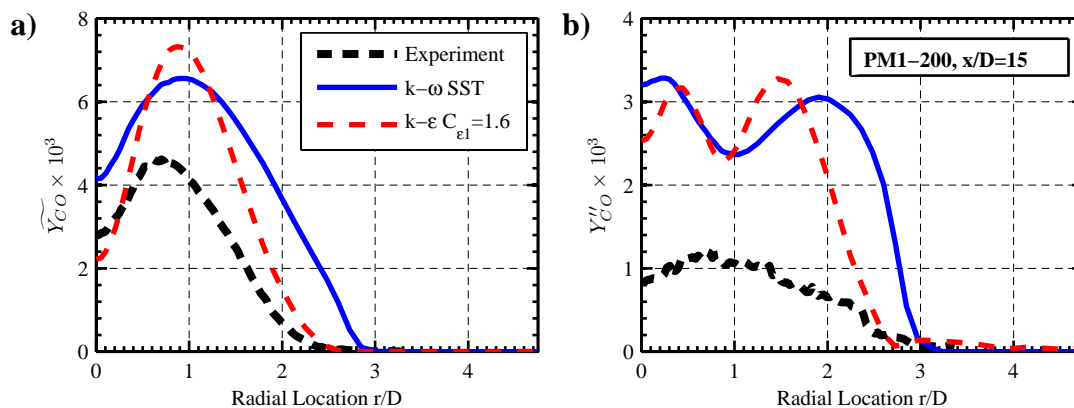 a)
8
6
4
2
0
Ỹ_CO × 10³
0
1
2
3
4
Radial Location r/D
Experiment
k−ω SST
k−ε C_ε1=1.6
b)
4
3
2
1
0
Y″_CO × 10³
0
1
2
3
4
Radial Location r/D
PM1−200, x/D=15